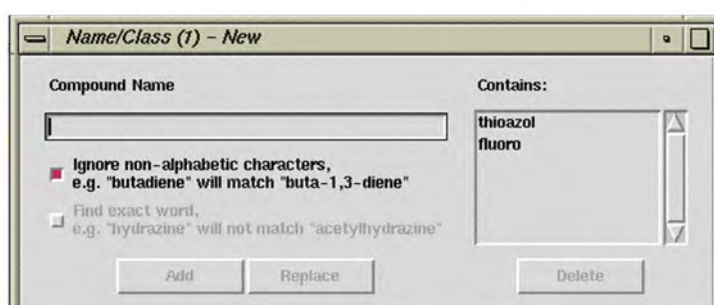 Name/Class (1) - New
Compound Name
Contains:
thioazol
fluoro
Ignore non-alphabetic characters,
e.g. "butadiene" will match "buta-1,3-diene"
Find exact word,
e.g. "hydrazine" will not match "acetylhydrazine"
Add
Replace
Delete